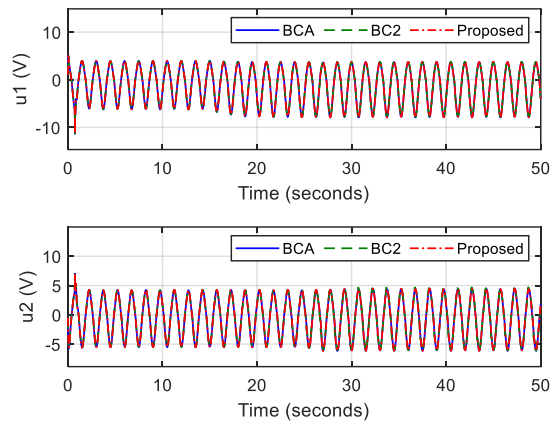 BCA BC2 Proposed
10
0
-10
u1 (V)
0 10 20 30 40 50
Time (seconds)
BCA BC2 Proposed
10
5
0
-5
u2 (V)
0 10 20 30 40 50
Time (seconds)